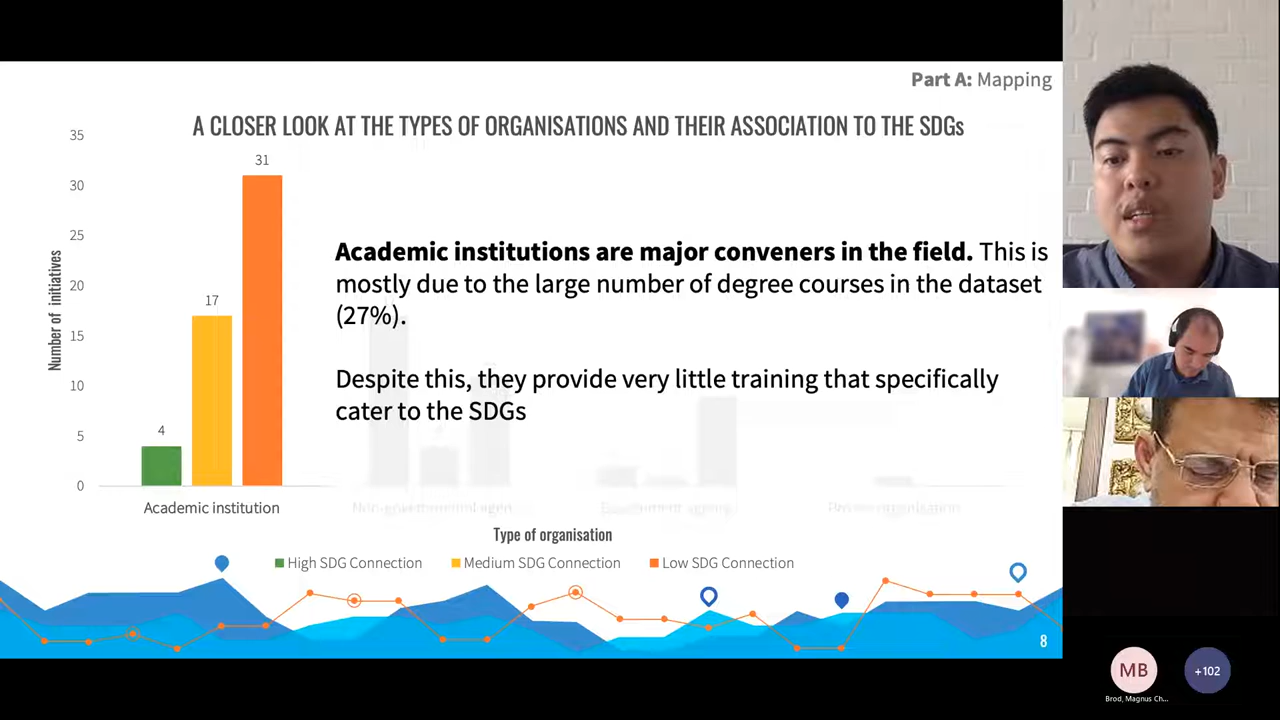 Part A: Mapping
A CLOSER LOOK AT THE TYPES OF ORGANISATIONS AND THEIR ASSOCIATION TO THE SDGs
35
30
25
20
15
10
5
0
Number of initiatives
4
17
31
Academic institution
Academic institutions are major conveners in the field. This is
mostly due to the large number of degree courses in the dataset
(27%).
Despite this, they provide very little training that specifically
cater to the SDGs
Type of organisation
High SDG Connection
Medium SDG Connection
Low SDG Connection
8
MB
+102
Brod, Magnus Ch...